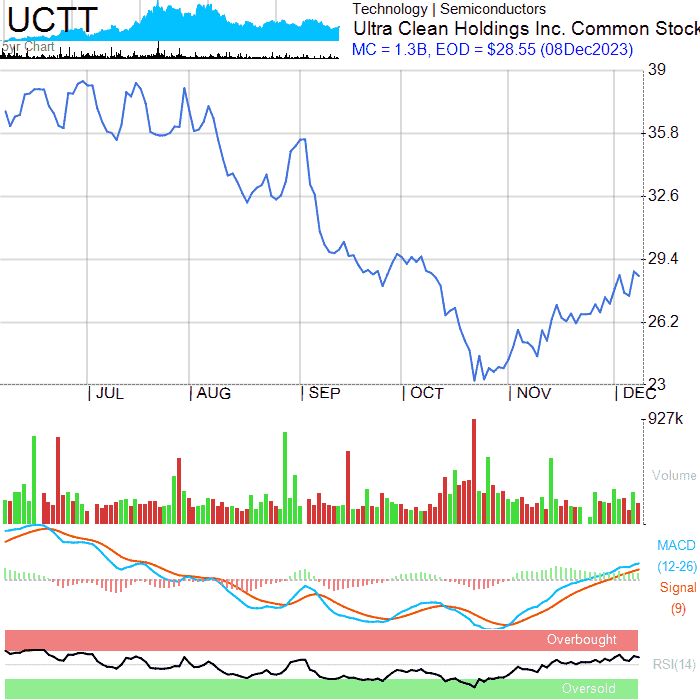 UCTT
5yr Chart
Technology | Semiconductors
Ultra Clean Holdings Inc. Common Stock
MC = 1.3B, EOD = $28.55 (08Dec2023)
39
35.8
32.6
29.4
26.2
23
JUL
AUG
SEP
OCT
NOV
DEC
927k
Volume
MACD
(12-26)
Signal
(9)
Overbought
RSI(14)
Oversold